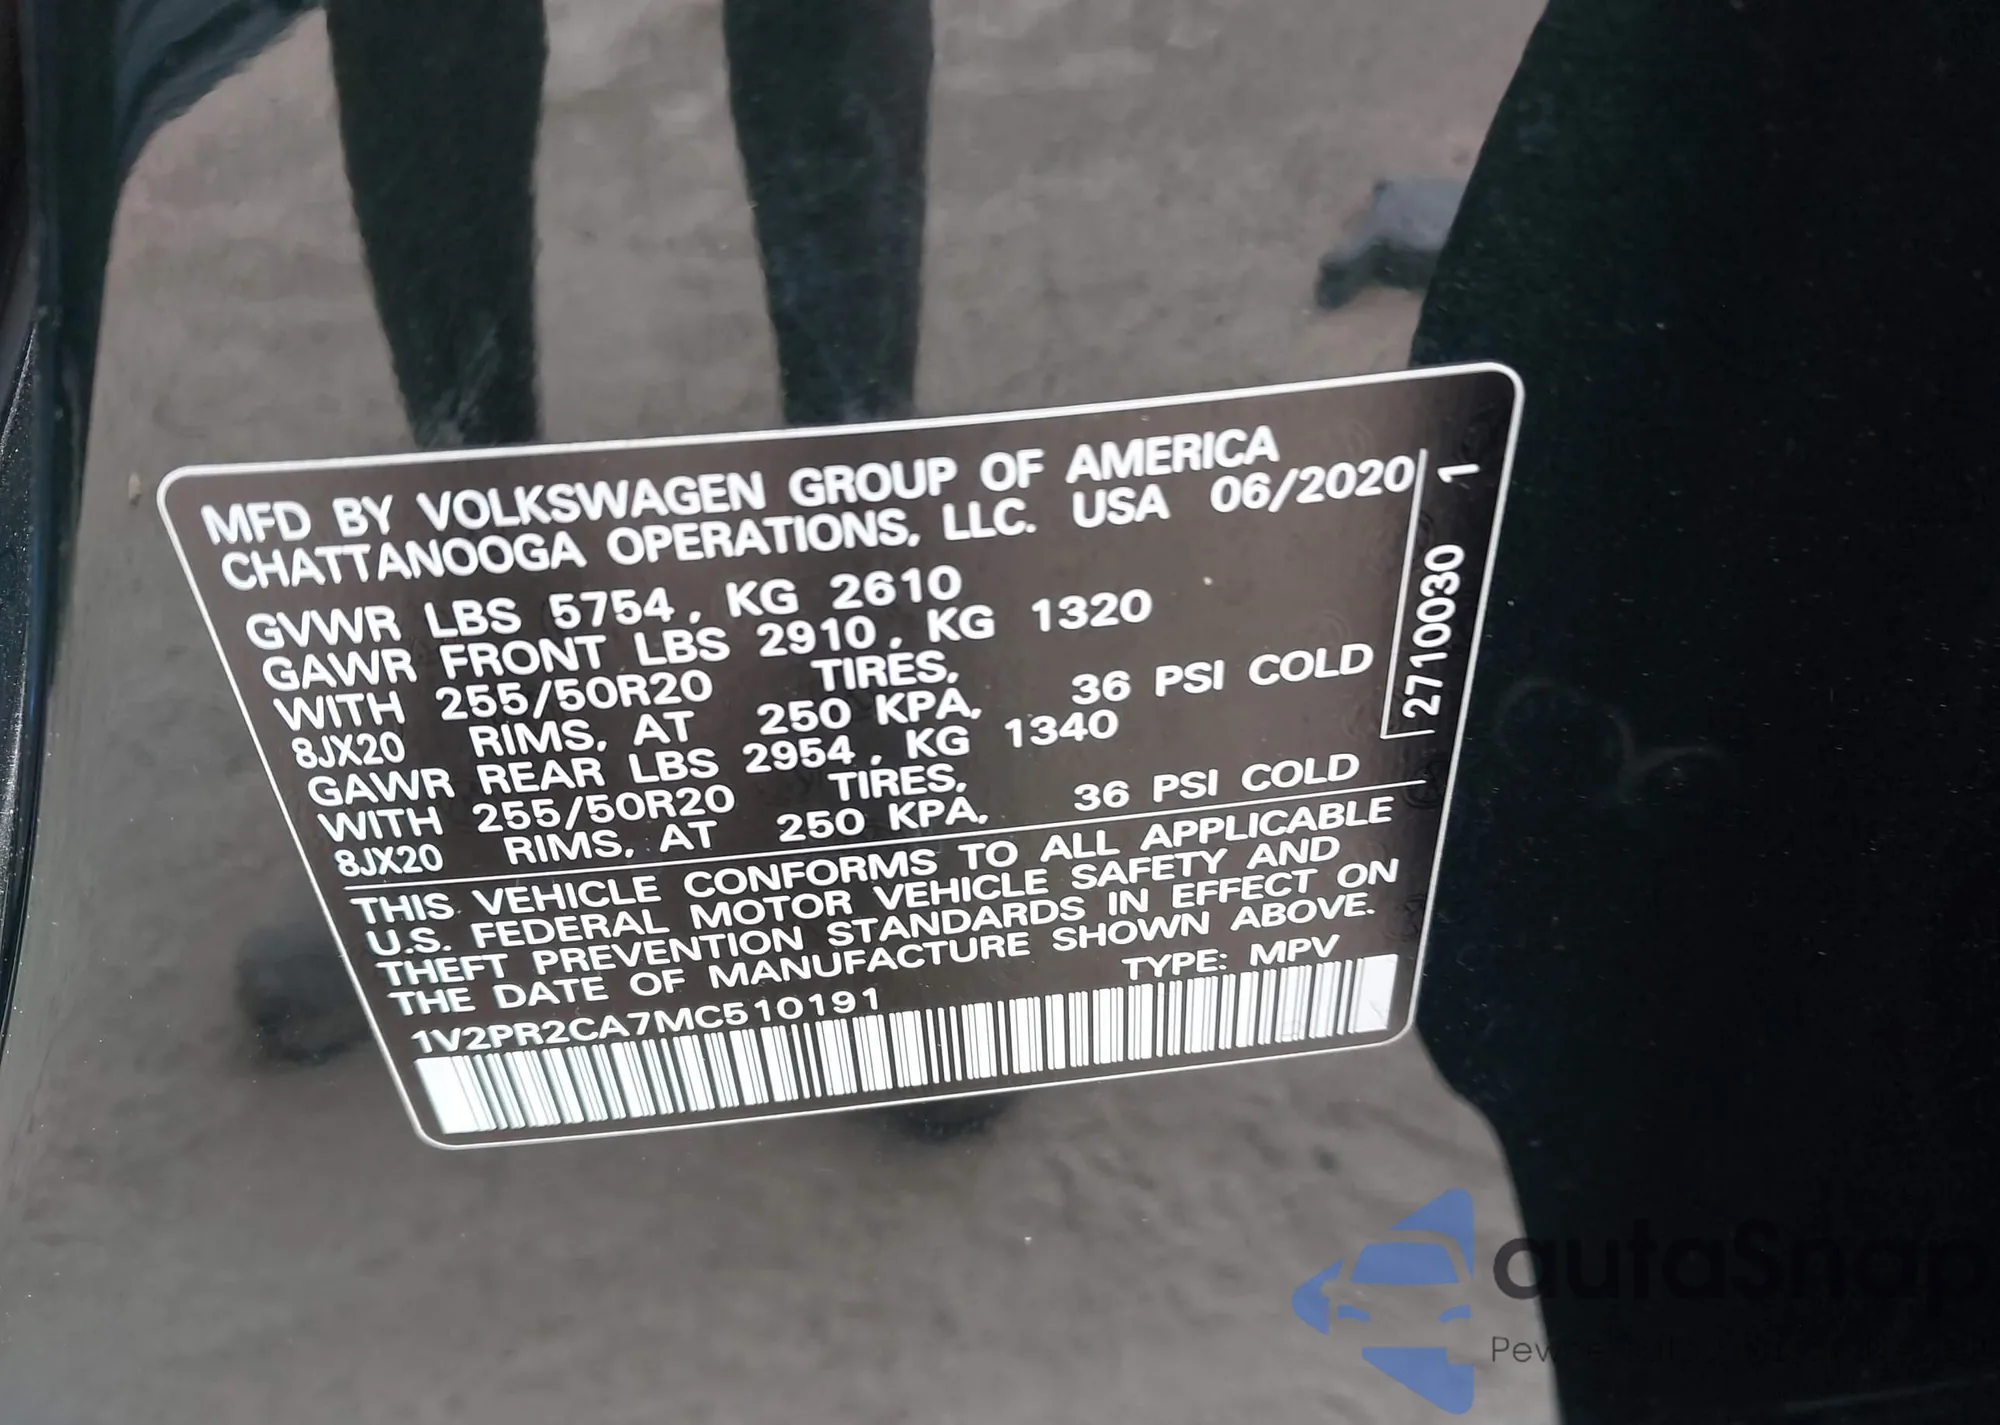 MFD BY VOLKSWAGEN GROUP OF AMERICA
CHATTANOOGA OPERATIONS, LLC. USA 06/2020
GVWR LBS 5754, KG 2610
GAWR FRONT LBS 2910, KG 1320
WITH 255/50R20 TIRES,
8JX20 RIMS, AT 250 KPA, 36 PSI COLD
GAWR REAR LBS 2954, KG 1340
WITH 255/50R20 TIRES,
8JX20 RIMS, AT 250 KPA, 36 PSI COLD
THIS VEHICLE CONFORMS TO ALL APPLICABLE
U.S. FEDERAL MOTOR VEHICLE SAFETY AND
THEFT PREVENTION STANDARDS IN EFFECT ON
THE DATE OF MANUFACTURE SHOWN ABOVE.
TYPE: MPV
1V2PR2CA7MC510191
2710030 1
autaSnap